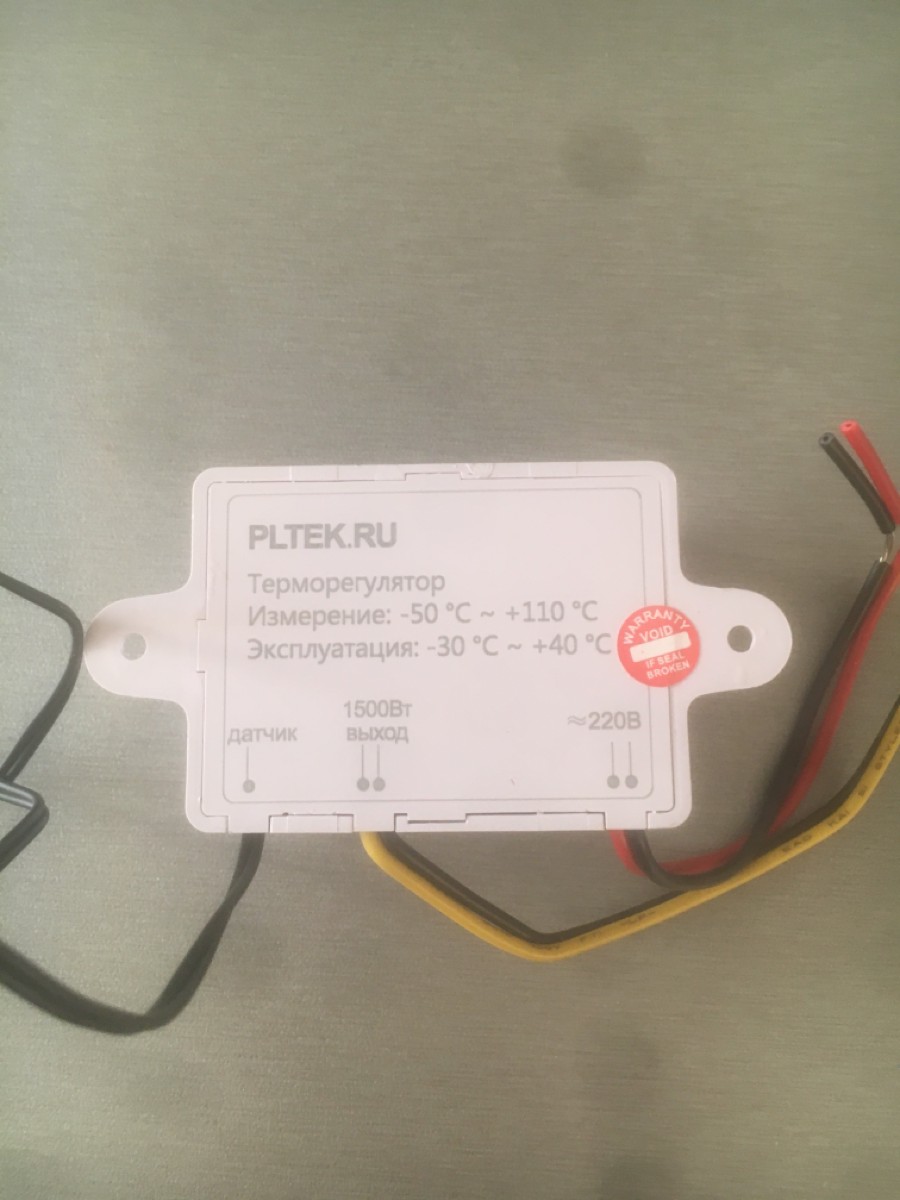 PLTEK.RU
Терморегулятор
Измерение: -50 °C ~ +110 °C
Эксплуатация: -30 °C ~ +40 °C
WARRANTY
VOID
IF SEAL
BROKEN
датчик
1500Вт
выход
≈220В